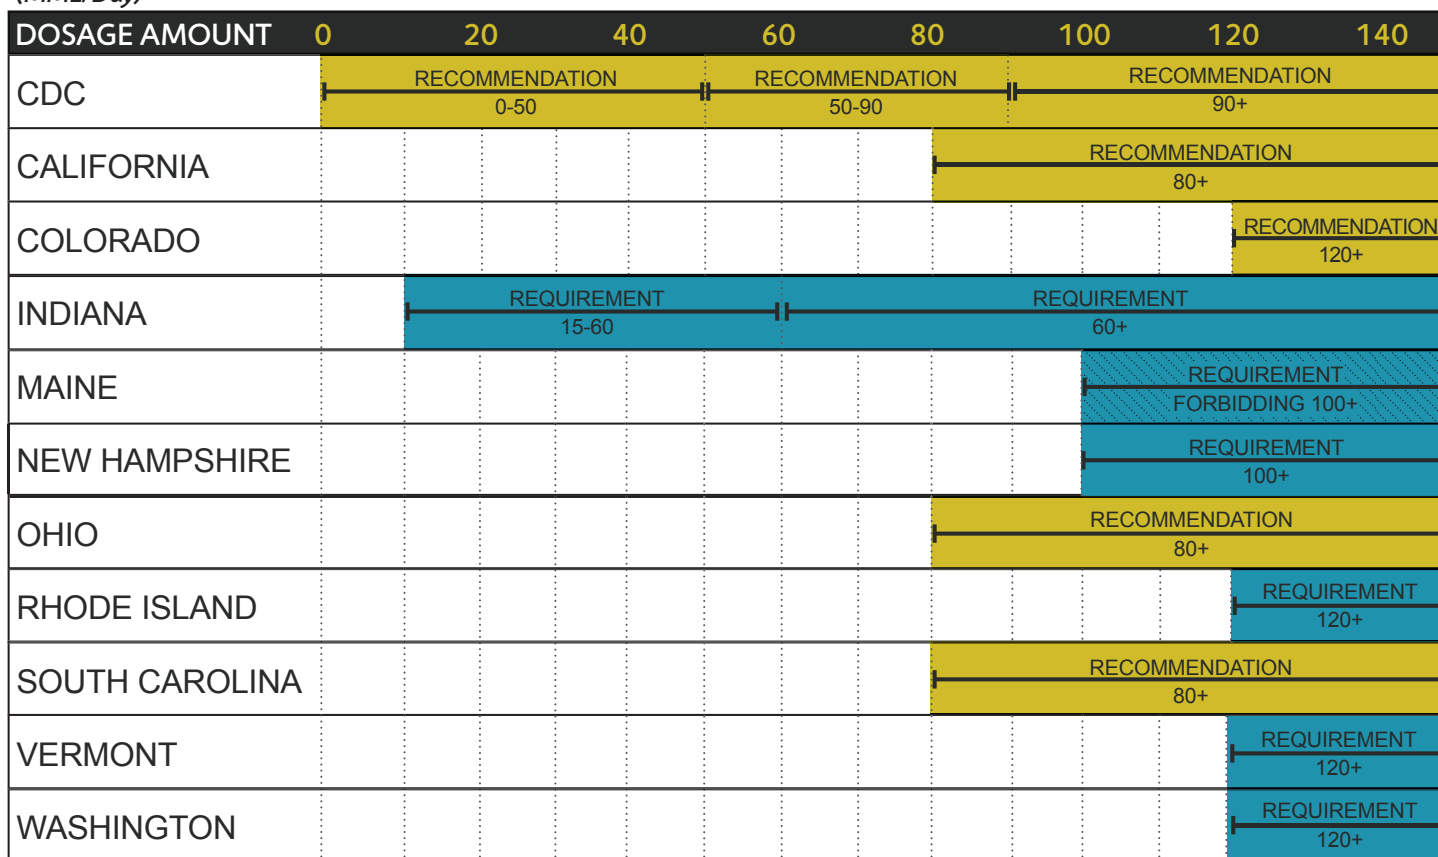 (MME/Day)
DOSAGE AMOUNT 0 20 40 60 80 100 120 140
CDC
RECOMMENDATION RECOMMENDATION RECOMMENDATION
0-50 50-90 90+
CALIFORNIA
RECOMMENDATION
80+
COLORADO
RECOMMENDATION
120+
INDIANA
REQUIREMENT REQUIREMENT
15-60 60+
MAINE
REQUIREMENT
FORBIDDING 100+
NEW HAMPSHIRE
REQUIREMENT
100+
OHIO
RECOMMENDATION
80+
RHODE ISLAND
REQUIREMENT
120+
SOUTH CAROLINA
RECOMMENDATION
80+
VERMONT
REQUIREMENT
120+
WASHINGTON
REQUIREMENT
120+